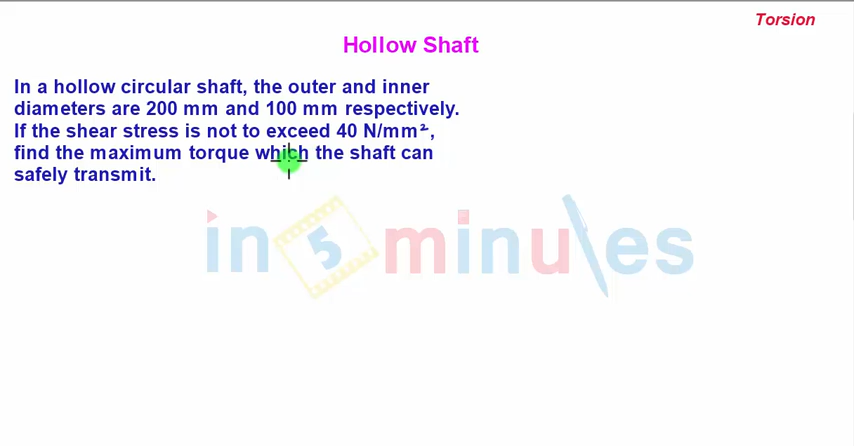 Torsion
Hollow Shaft
In a hollow circular shaft, the outer and inner
diameters are 200 mm and 100 mm respectively.
If the shear stress is not to exceed 40 N/mm²,
find the maximum torque which the shaft can
safely transmit.
in 5 minutes